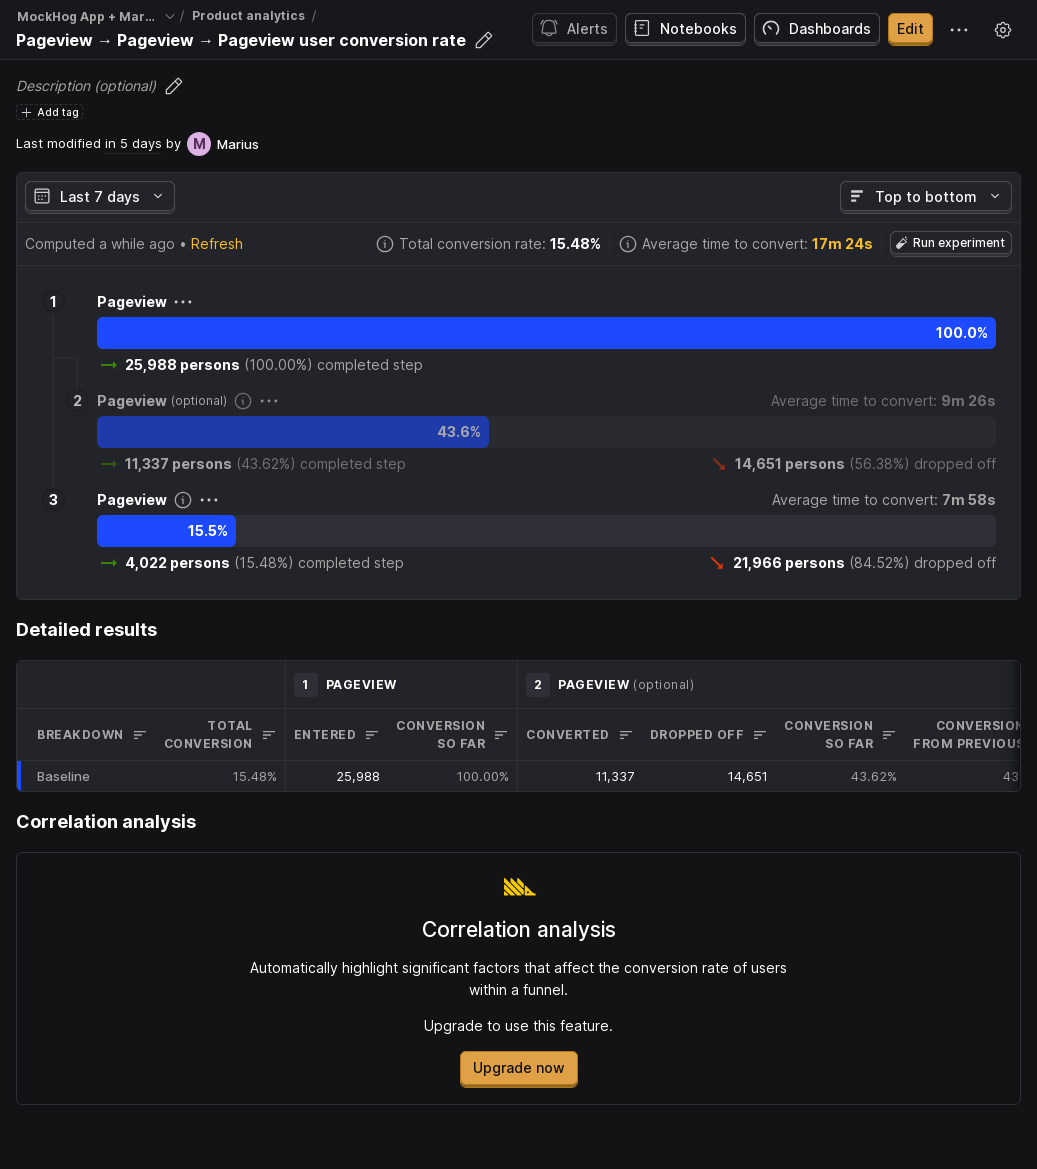 MockHog App + Mar... / Product analytics /
Pageview → Pageview → Pageview user conversion rate
Alerts
Notebooks
Dashboards
Edit
Description (optional)
Add tag
Last modified in 5 days by M Marius
Last 7 days
Top to bottom
Computed a while ago • Refresh
Total conversion rate: 15.48%
Average time to convert: 17m 24s
Run experiment
1 Pageview
100.0%
25,988 persons (100.00%) completed step
2 Pageview (optional)
Average time to convert: 9m 26s
43.6%
11,337 persons (43.62%) completed step
14,651 persons (56.38%) dropped off
3 Pageview
Average time to convert: 7m 58s
15.5%
4,022 persons (15.48%) completed step
21,966 persons (84.52%) dropped off
Detailed results
1 PAGEVIEW
2 PAGEVIEW (optional)
BREAKDOWN
TOTAL
CONVERSION
ENTERED
CONVERSION
SO FAR
CONVERTED
DROPPED OFF
CONVERSION
SO FAR
CONVERSION
FROM PREVIOUS
Baseline 15.48% 25,988 100.00% 11,337 14,651 43.62% 43
Correlation analysis
Correlation analysis
Automatically highlight significant factors that affect the conversion rate of users
within a funnel.
Upgrade to use this feature.
Upgrade now